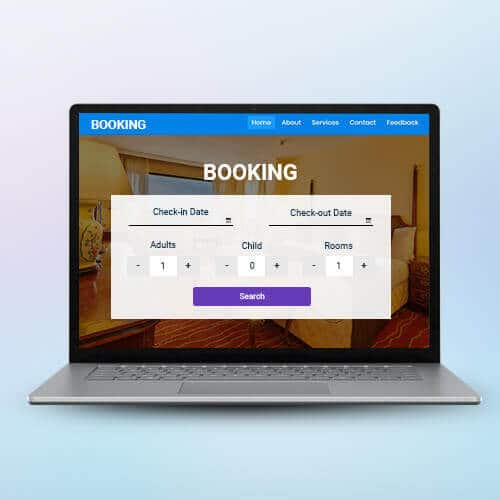 BOOKING
Home About Services Contact Feedback
BOOKING
Check-in Date Check-out Date
Adults Child Rooms
- 1 + - 0 + - 1 +
Search